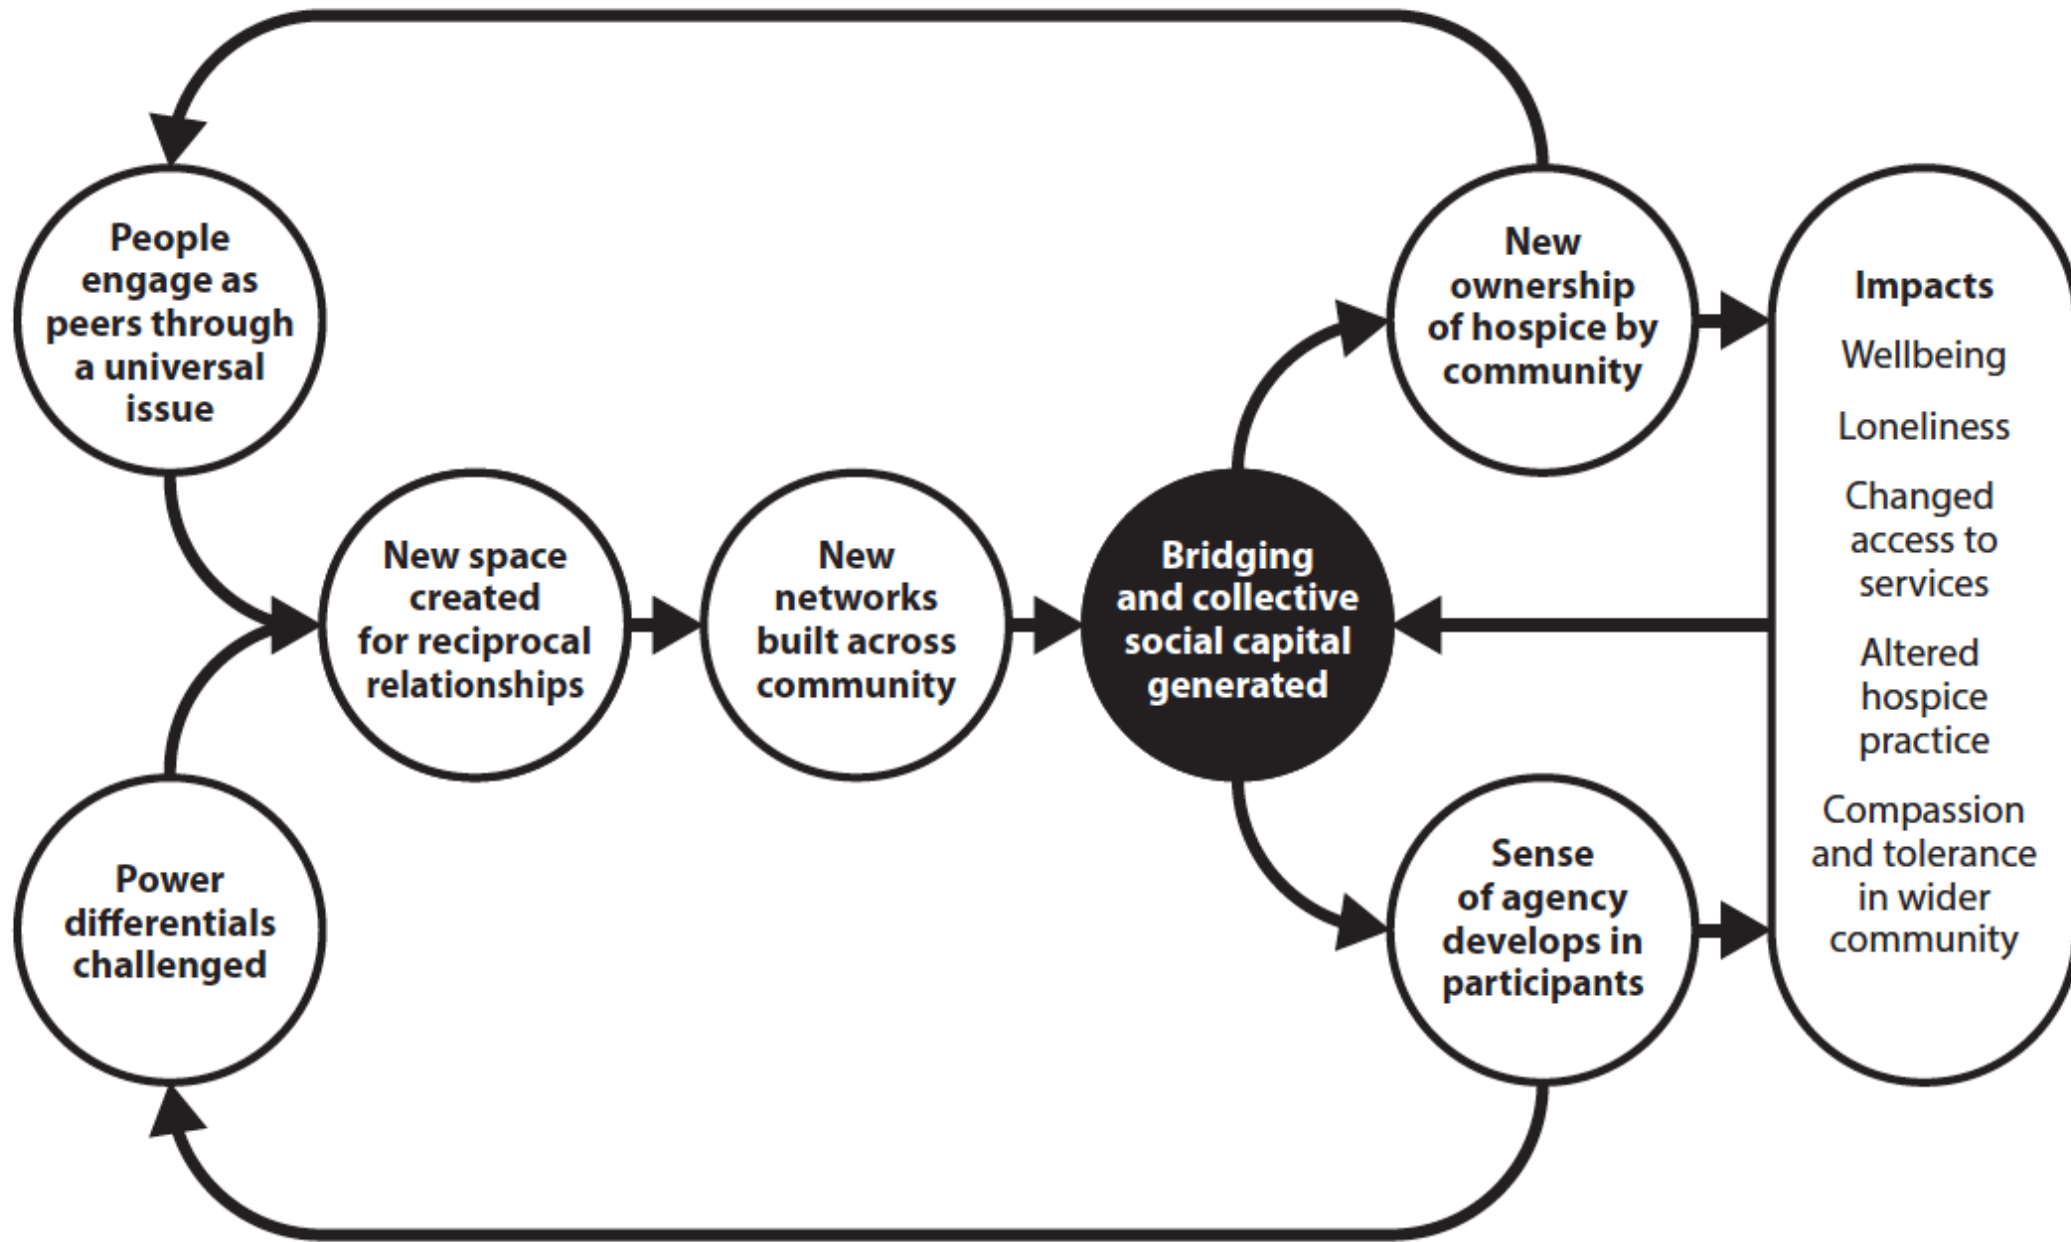 People
engage as
peers through
a universal
issue
Power
differentials
challenged
New space
created
for reciprocal
relationships
New
networks
built across
community
Bridging
and collective
social capital
generated
New
ownership
of hospice by
community
Sense
of agency
develops in
participants
Impacts
Wellbeing
Loneliness
Changed
access to
services
Altered
hospice
practice
Compassion
and tolerance
in wider
community